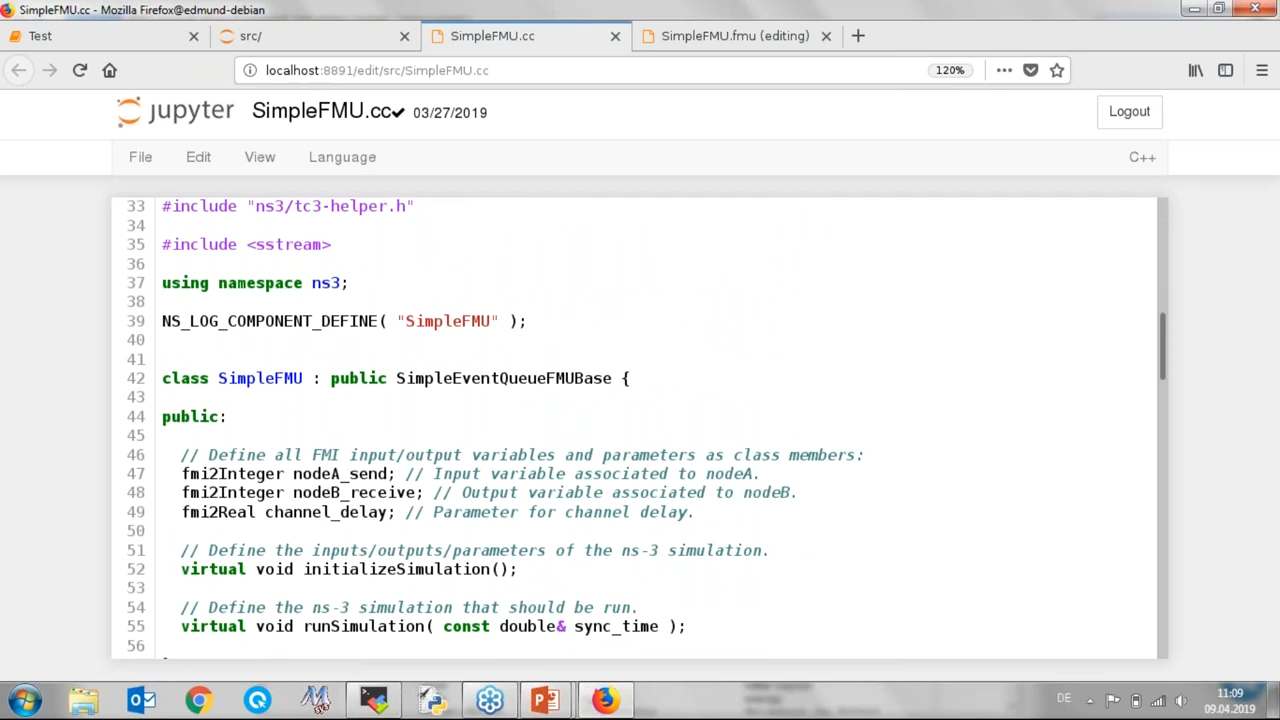 SimpleFMU.cc - Mozilla Firefox@edmund-debian
Test
src/
SimpleFMU.cc
SimpleFMU.fmu (editing)
localhost:8891/edit/src/SimpleFMU.cc
120%
jupyter SimpleFMU.cc 03/27/2019
Logout
File Edit View Language C++
33 #include "ns3/tc3-helper.h"
34
35 #include <sstream>
36
37 using namespace ns3;
38
39 NS_LOG_COMPONENT_DEFINE( "SimpleFMU" );
40
41
42 class SimpleFMU : public SimpleEventQueueFMUBase {
43
44 public:
45
46 // Define all FMI input/output variables and parameters as class members:
47 fmi2Integer nodeA_send; // Input variable associated to nodeA.
48 fmi2Integer nodeB_receive; // Output variable associated to nodeB.
49 fmi2Real channel_delay; // Parameter for channel delay.
50
51 // Define the inputs/outputs/parameters of the ns-3 simulation.
52 virtual void initializeSimulation();
53
54 // Define the ns-3 simulation that should be run.
55 virtual void runSimulation( const double& sync_time );
56
DE
11:09
09.04.2019